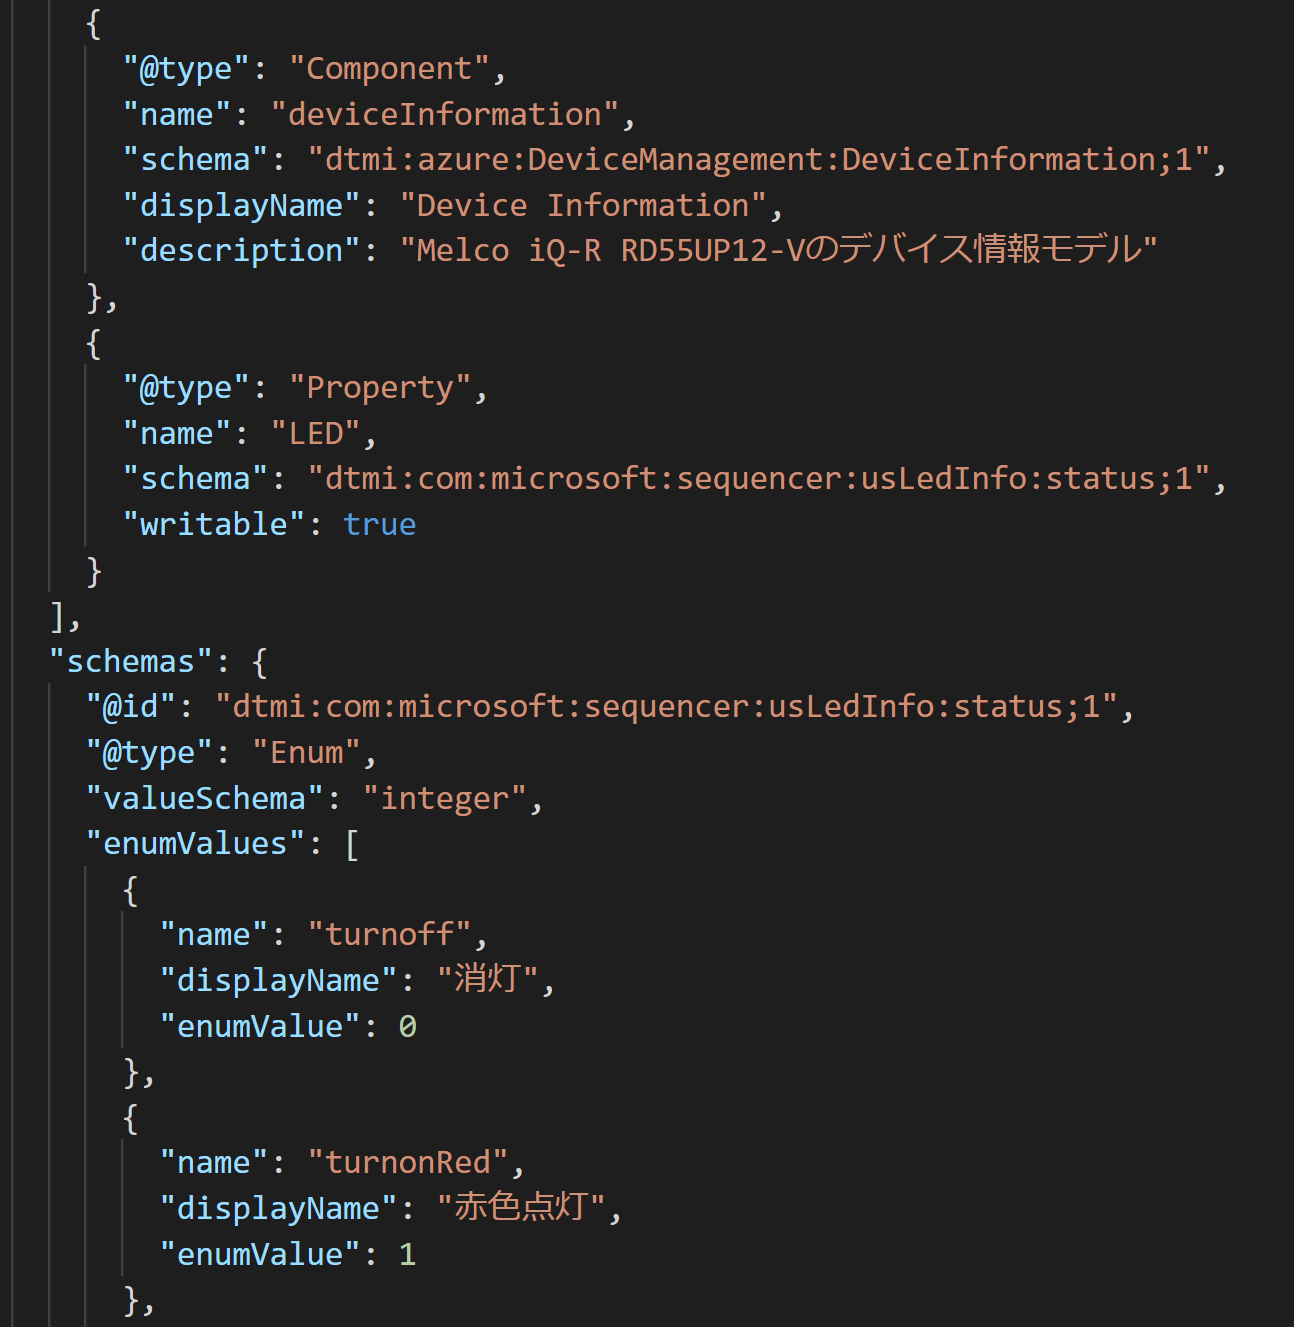 {
"@type": "Component",
"name": "deviceInformation",
"schema": "dtmi:azure:DeviceManagement:DeviceInformation;1",
"displayName": "Device Information",
"description": "Melco iQ-R RD55UP12-Vのデバイス情報モデル"
},
{
"@type": "Property",
"name": "LED",
"schema": "dtmi:com:microsoft:sequencer:usLedInfo:status;1",
"writable": true
}
],
"schemas": {
"@id": "dtmi:com:microsoft:sequencer:usLedInfo:status;1",
"@type": "Enum",
"valueSchema": "integer",
"enumValues": [
{
"name": "turnoff",
"displayName": "消灯",
"enumValue": 0
},
{
"name": "turnonRed",
"displayName": "赤色点灯",
"enumValue": 1
},